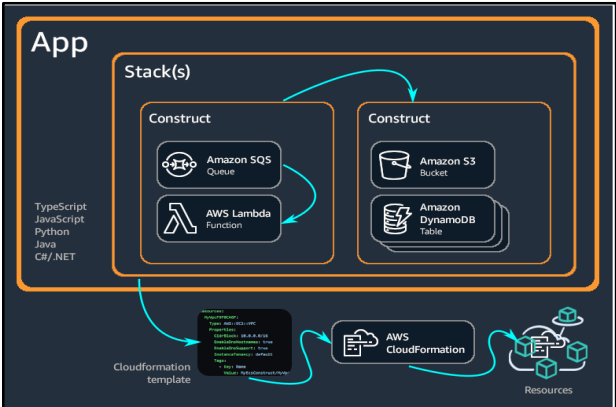 App
Stack(s)
Construct
Amazon SQS
Queue
AWS Lambda
Function
Construct
Amazon S3
Bucket
Amazon
DynamoDB
Table
TypeScript
JavaScript
Python
Java
C#/.NET
Cloudformation
template
Type: AWS::EC2::VPC
Properties:
CidrBlock: 10.0.0.0/16
EnableDnsHostnames: true
EnableDnsSupport: true
InstanceTenancy: default
Tags:
- Key: Name
AWS
CloudFormation
Resources